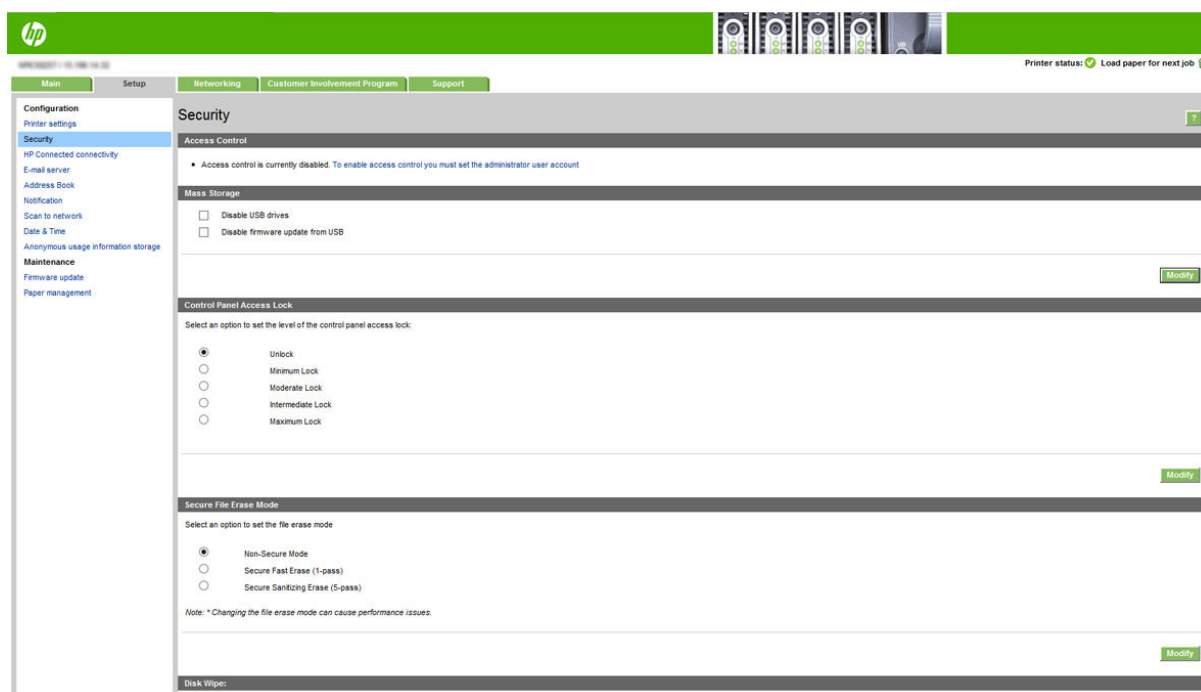 hp
Printer status: Load paper for next job
Main Setup Networking Customer Involvement Program Support
Configuration
Printer settings
Security
HP Connected connectivity
E-mail server
Address Book
Notification
Scan to network
Date & Time
Anonymous usage information storage
Maintenance
Firmware update
Paper management
Security
?
Access Control
• Access control is currently disabled. To enable access control you must set the administrator user account
Mass Storage
Disable USB drives
Disable firmware update from USB
Modify
Control Panel Access Lock
Select an option to set the level of the control panel access lock:
Unlock
Minimum Lock
Moderate Lock
Intermediate Lock
Maximum Lock
Modify
Secure File Erase Mode
Select an option to set the file erase mode
Non-Secure Mode
Secure Fast Erase (1-pass)
Secure Sanitizing Erase (5-pass)
Note: * Changing the file erase mode can cause performance issues.
Modify
Disk Wipe: